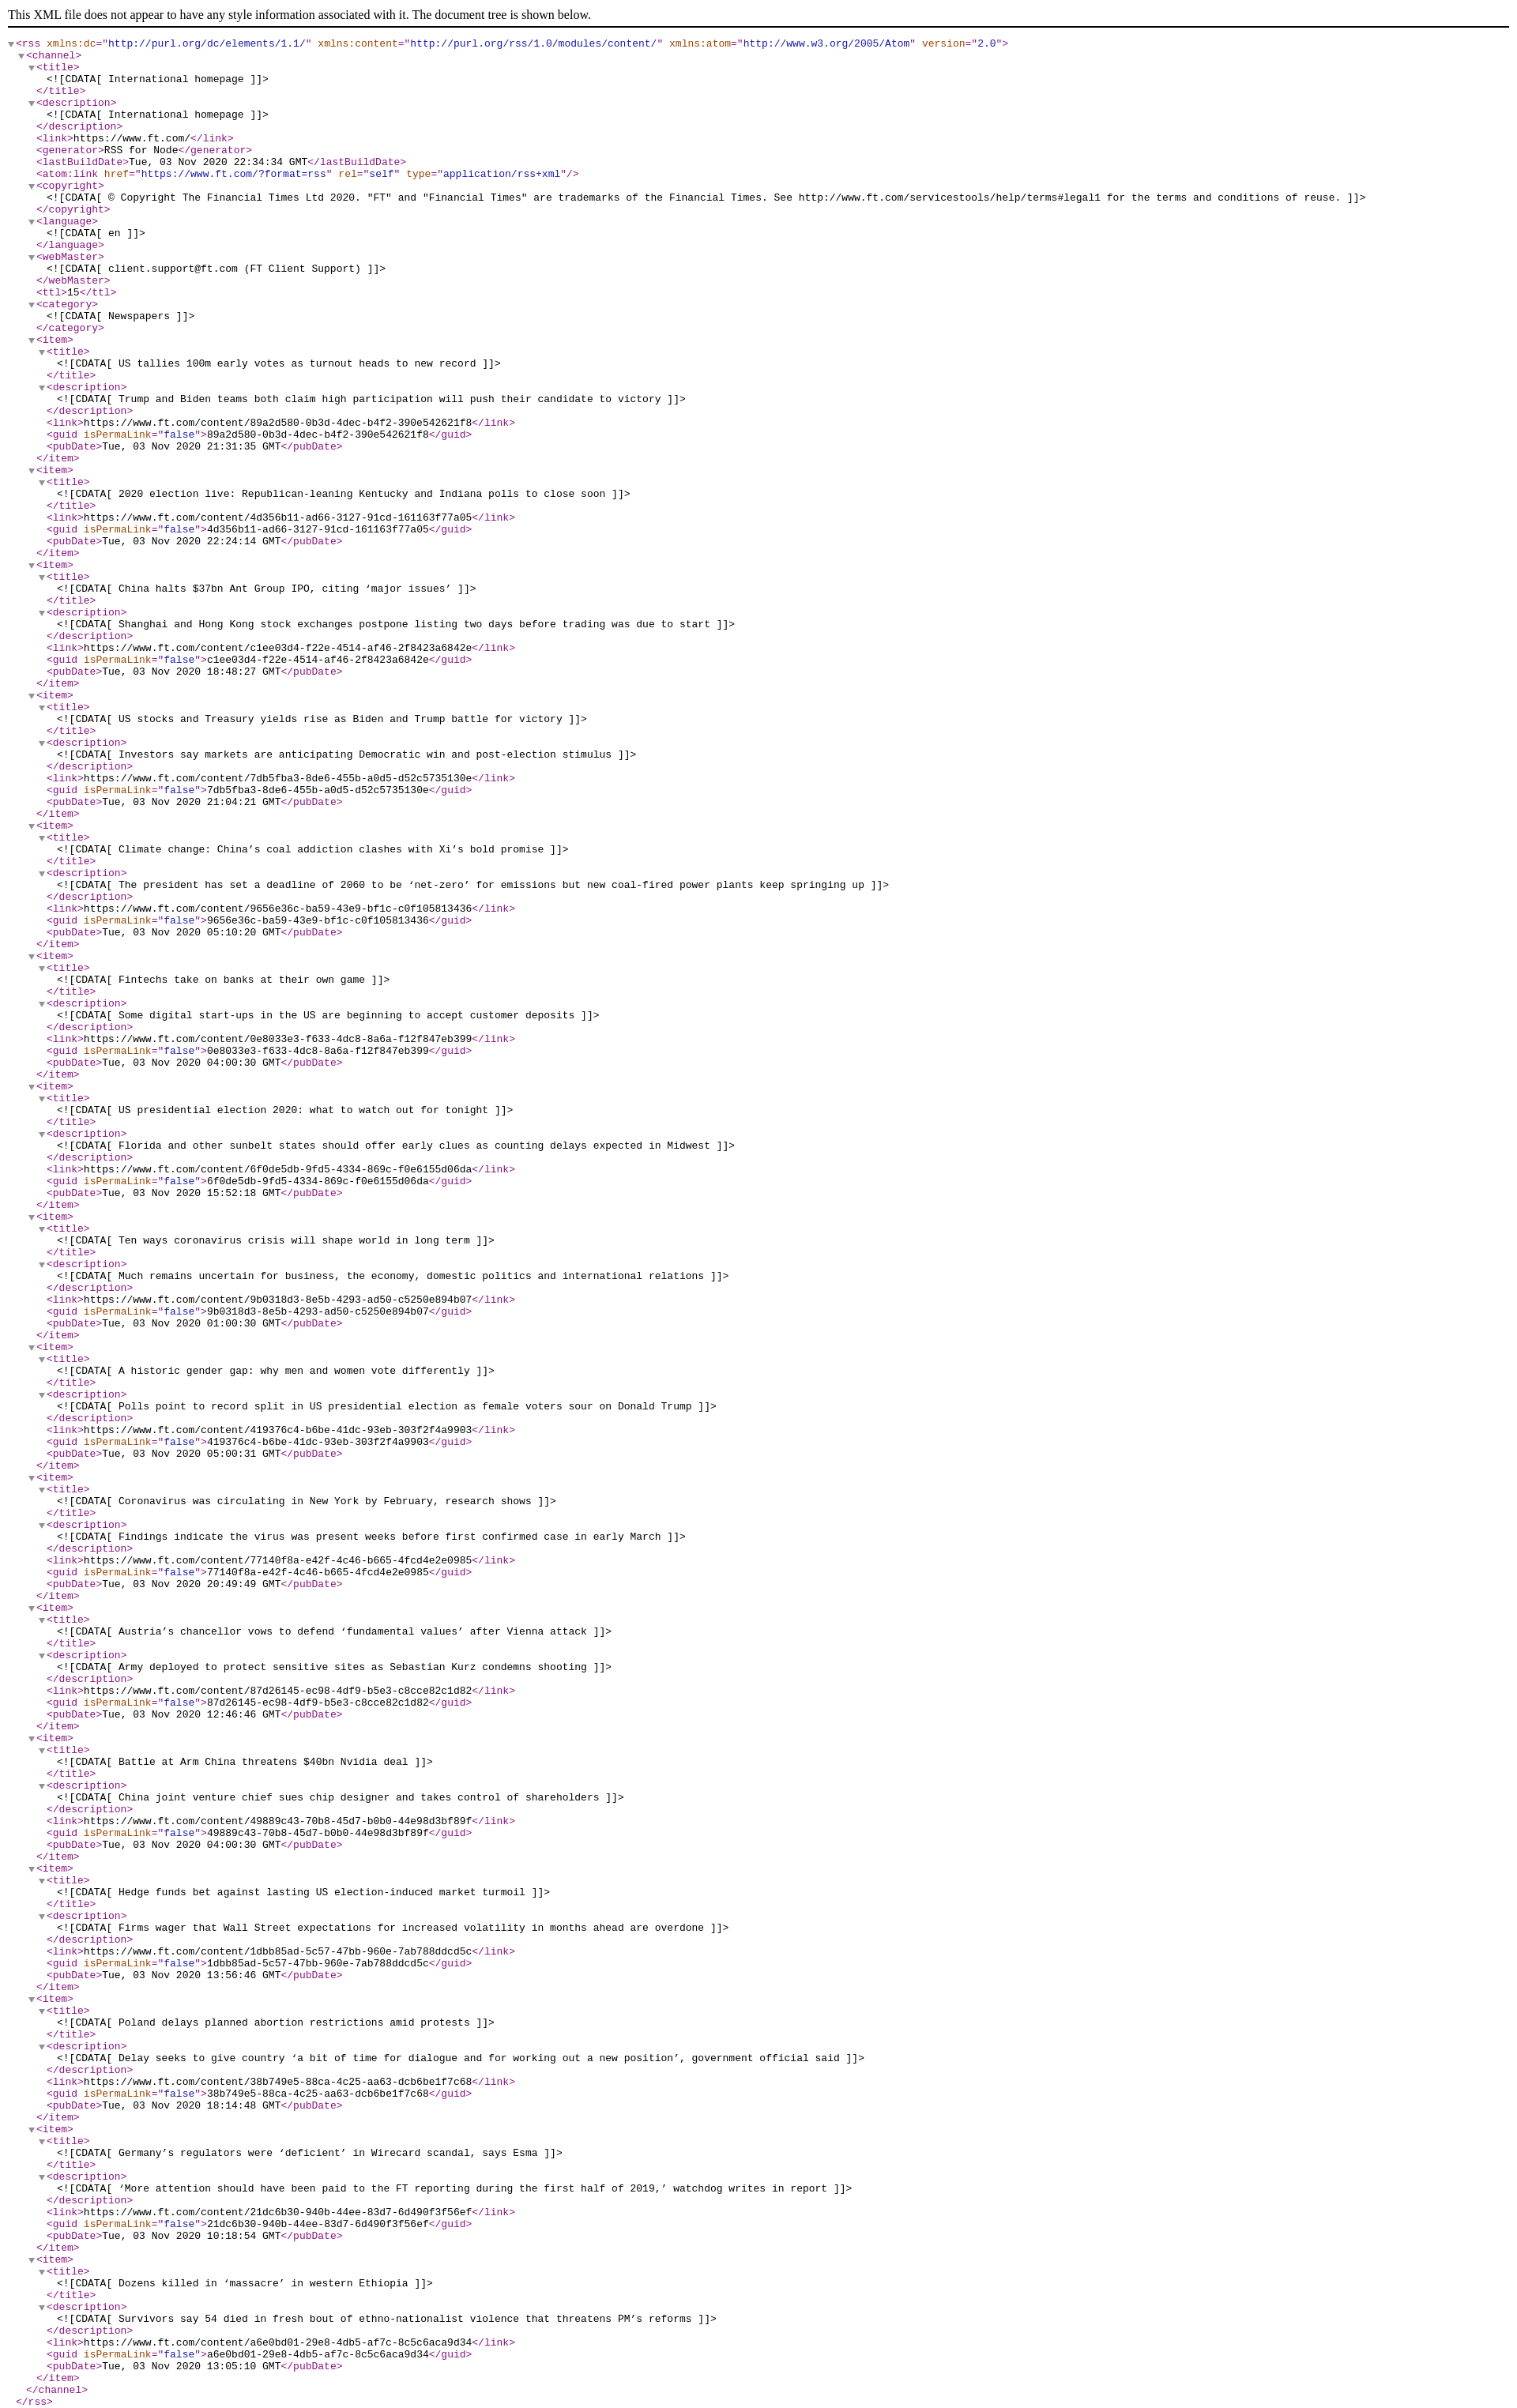 This XML file does not appear to have any style information associated with it. The document tree is shown below.
<rss xmlns:dc="http://purl.org/dc/elements/1.1/" xmlns:content="http://purl.org/rss/1.0/modules/content/" xmlns:atom="http://www.w3.org/2005/Atom" version="2.0">
<channel>
<title>
<![CDATA[ International homepage ]]>
</title>
<description>
<![CDATA[ International homepage ]]>
</description>
<link>https://www.ft.com/</link>
<generator>RSS for Node</generator>
<lastBuildDate>Tue, 03 Nov 2020 22:34:34 GMT</lastBuildDate>
<atom:link href="https://www.ft.com/?format=rss" rel="self" type="application/rss+xml"/>
<copyright>
<![CDATA[ © Copyright The Financial Times Ltd 2020. "FT" and "Financial Times" are trademarks of the Financial Times. See http://www.ft.com/servicestools/help/terms#legal1 for the terms and conditions of reuse. ]]>
</copyright>
<language>
<![CDATA[ en ]]>
</language>
<webMaster>
<![CDATA[ client.support@ft.com (FT Client Support) ]]>
</webMaster>
<ttl>15</ttl>
<category>
<![CDATA[ Newspapers ]]>
</category>
<item>
<title>
<![CDATA[ US tallies 100m early votes as turnout heads to new record ]]>
</title>
<description>
<![CDATA[ Trump and Biden teams both claim high participation will push their candidate to victory ]]>
</description>
<link>https://www.ft.com/content/89a2d580-0b3d-4dec-b4f2-390e542621f8</link>
<guid isPermaLink="false">89a2d580-0b3d-4dec-b4f2-390e542621f8</guid>
<pubDate>Tue, 03 Nov 2020 21:31:35 GMT</pubDate>
</item>
<item>
<title>
<![CDATA[ 2020 election live: Republican-leaning Kentucky and Indiana polls to close soon ]]>
</title>
<link>https://www.ft.com/content/4d356b11-ad66-3127-91cd-161163f77a05</link>
<guid isPermaLink="false">4d356b11-ad66-3127-91cd-161163f77a05</guid>
<pubDate>Tue, 03 Nov 2020 22:24:14 GMT</pubDate>
</item>
<item>
<title>
<![CDATA[ China halts $37bn Ant Group IPO, citing ‘major issues’ ]]>
</title>
<description>
<![CDATA[ Shanghai and Hong Kong stock exchanges postpone listing two days before trading was due to start ]]>
</description>
<link>https://www.ft.com/content/c1ee03d4-f22e-4514-af46-2f8423a6842e</link>
<guid isPermaLink="false">c1ee03d4-f22e-4514-af46-2f8423a6842e</guid>
<pubDate>Tue, 03 Nov 2020 18:48:27 GMT</pubDate>
</item>
<item>
<title>
<![CDATA[ US stocks and Treasury yields rise as Biden and Trump battle for victory ]]>
</title>
<description>
<![CDATA[ Investors say markets are anticipating Democratic win and post-election stimulus ]]>
</description>
<link>https://www.ft.com/content/7db5fba3-8de6-455b-a0d5-d52c5735130e</link>
<guid isPermaLink="false">7db5fba3-8de6-455b-a0d5-d52c5735130e</guid>
<pubDate>Tue, 03 Nov 2020 21:04:21 GMT</pubDate>
</item>
<item>
<title>
<![CDATA[ Climate change: China’s coal addiction clashes with Xi’s bold promise ]]>
</title>
<description>
<![CDATA[ The president has set a deadline of 2060 to be ‘net-zero’ for emissions but new coal-fired power plants keep springing up ]]>
</description>
<link>https://www.ft.com/content/9656e36c-ba59-43e9-bf1c-c0f105813436</link>
<guid isPermaLink="false">9656e36c-ba59-43e9-bf1c-c0f105813436</guid>
<pubDate>Tue, 03 Nov 2020 05:10:20 GMT</pubDate>
</item>
<item>
<title>
<![CDATA[ Fintechs take on banks at their own game ]]>
</title>
<description>
<![CDATA[ Some digital start-ups in the US are beginning to accept customer deposits ]]>
</description>
<link>https://www.ft.com/content/0e8033e3-f633-4dc8-8a6a-f12f847eb399</link>
<guid isPermaLink="false">0e8033e3-f633-4dc8-8a6a-f12f847eb399</guid>
<pubDate>Tue, 03 Nov 2020 04:00:30 GMT</pubDate>
</item>
<item>
<title>
<![CDATA[ US presidential election 2020: what to watch out for tonight ]]>
</title>
<description>
<![CDATA[ Florida and other sunbelt states should offer early clues as counting delays expected in Midwest ]]>
</description>
<link>https://www.ft.com/content/6f0de5db-9fd5-4334-869c-f0e6155d06da</link>
<guid isPermaLink="false">6f0de5db-9fd5-4334-869c-f0e6155d06da</guid>
<pubDate>Tue, 03 Nov 2020 15:52:18 GMT</pubDate>
</item>
<item>
<title>
<![CDATA[ Ten ways coronavirus crisis will shape world in long term ]]>
</title>
<description>
<![CDATA[ Much remains uncertain for business, the economy, domestic politics and international relations ]]>
</description>
<link>https://www.ft.com/content/9b0318d3-8e5b-4293-ad50-c5250e894b07</link>
<guid isPermaLink="false">9b0318d3-8e5b-4293-ad50-c5250e894b07</guid>
<pubDate>Tue, 03 Nov 2020 01:00:30 GMT</pubDate>
</item>
<item>
<title>
<![CDATA[ A historic gender gap: why men and women vote differently ]]>
</title>
<description>
<![CDATA[ Polls point to record split in US presidential election as female voters sour on Donald Trump ]]>
</description>
<link>https://www.ft.com/content/419376c4-b6be-41dc-93eb-303f2f4a9903</link>
<guid isPermaLink="false">419376c4-b6be-41dc-93eb-303f2f4a9903</guid>
<pubDate>Tue, 03 Nov 2020 05:00:31 GMT</pubDate>
</item>
<item>
<title>
<![CDATA[ Coronavirus was circulating in New York by February, research shows ]]>
</title>
<description>
<![CDATA[ Findings indicate the virus was present weeks before first confirmed case in early March ]]>
</description>
<link>https://www.ft.com/content/77140f8a-e42f-4c46-b665-4fcd4e2e0985</link>
<guid isPermaLink="false">77140f8a-e42f-4c46-b665-4fcd4e2e0985</guid>
<pubDate>Tue, 03 Nov 2020 20:49:49 GMT</pubDate>
</item>
<item>
<title>
<![CDATA[ Austria’s chancellor vows to defend ‘fundamental values’ after Vienna attack ]]>
</title>
<description>
<![CDATA[ Army deployed to protect sensitive sites as Sebastian Kurz condemns shooting ]]>
</description>
<link>https://www.ft.com/content/87d26145-ec98-4df9-b5e3-c8cce82c1d82</link>
<guid isPermaLink="false">87d26145-ec98-4df9-b5e3-c8cce82c1d82</guid>
<pubDate>Tue, 03 Nov 2020 12:46:46 GMT</pubDate>
</item>
<item>
<title>
<![CDATA[ Battle at Arm China threatens $40bn Nvidia deal ]]>
</title>
<description>
<![CDATA[ China joint venture chief sues chip designer and takes control of shareholders ]]>
</description>
<link>https://www.ft.com/content/49889c43-70b8-45d7-b0b0-44e98d3bf89f</link>
<guid isPermaLink="false">49889c43-70b8-45d7-b0b0-44e98d3bf89f</guid>
<pubDate>Tue, 03 Nov 2020 04:00:30 GMT</pubDate>
</item>
<item>
<title>
<![CDATA[ Hedge funds bet against lasting US election-induced market turmoil ]]>
</title>
<description>
<![CDATA[ Firms wager that Wall Street expectations for increased volatility in months ahead are overdone ]]>
</description>
<link>https://www.ft.com/content/1dbb85ad-5c57-47bb-960e-7ab788ddcd5c</link>
<guid isPermaLink="false">1dbb85ad-5c57-47bb-960e-7ab788ddcd5c</guid>
<pubDate>Tue, 03 Nov 2020 13:56:46 GMT</pubDate>
</item>
<item>
<title>
<![CDATA[ Poland delays planned abortion restrictions amid protests ]]>
</title>
<description>
<![CDATA[ Delay seeks to give country ‘a bit of time for dialogue and for working out a new position’, government official said ]]>
</description>
<link>https://www.ft.com/content/38b749e5-88ca-4c25-aa63-dcb6be1f7c68</link>
<guid isPermaLink="false">38b749e5-88ca-4c25-aa63-dcb6be1f7c68</guid>
<pubDate>Tue, 03 Nov 2020 18:14:48 GMT</pubDate>
</item>
<item>
<title>
<![CDATA[ Germany’s regulators were ‘deficient’ in Wirecard scandal, says Esma ]]>
</title>
<description>
<![CDATA[ ‘More attention should have been paid to the FT reporting during the first half of 2019,’ watchdog writes in report ]]>
</description>
<link>https://www.ft.com/content/21dc6b30-940b-44ee-83d7-6d490f3f56ef</link>
<guid isPermaLink="false">21dc6b30-940b-44ee-83d7-6d490f3f56ef</guid>
<pubDate>Tue, 03 Nov 2020 10:18:54 GMT</pubDate>
</item>
<item>
<title>
<![CDATA[ Dozens killed in ‘massacre’ in western Ethiopia ]]>
</title>
<description>
<![CDATA[ Survivors say 54 died in fresh bout of ethno-nationalist violence that threatens PM’s reforms ]]>
</description>
<link>https://www.ft.com/content/a6e0bd01-29e8-4db5-af7c-8c5c6aca9d34</link>
<guid isPermaLink="false">a6e0bd01-29e8-4db5-af7c-8c5c6aca9d34</guid>
<pubDate>Tue, 03 Nov 2020 13:05:10 GMT</pubDate>
</item>
</channel>
</rss>